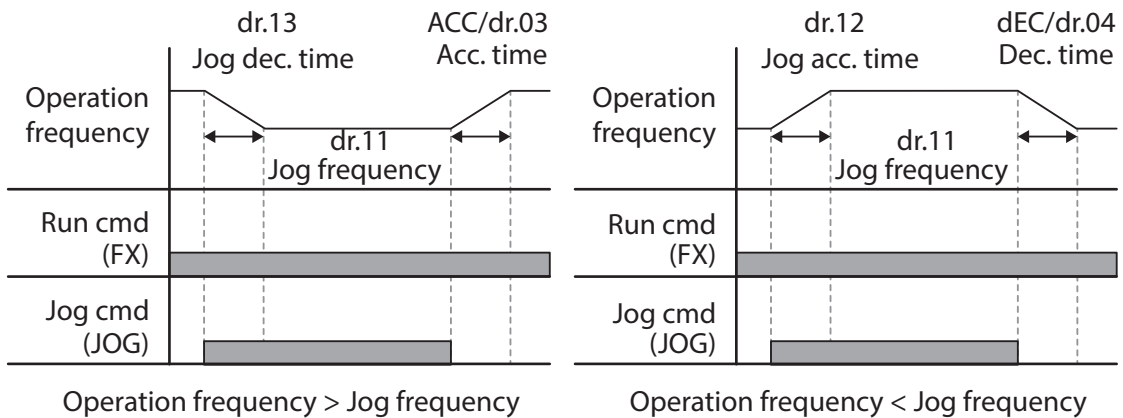 dr.13
ACC/dr.03
Jog dec. time
Acc. time
Operation
frequency
dr.11
Jog frequency
Run cmd
(FX)
Jog cmd
(JOG)
Operation frequency > Jog frequency
dr.12
dEC/dr.04
Jog acc. time
Dec. time
Operation
frequency
dr.11
Jog frequency
Run cmd
(FX)
Jog cmd
(JOG)
Operation frequency < Jog frequency